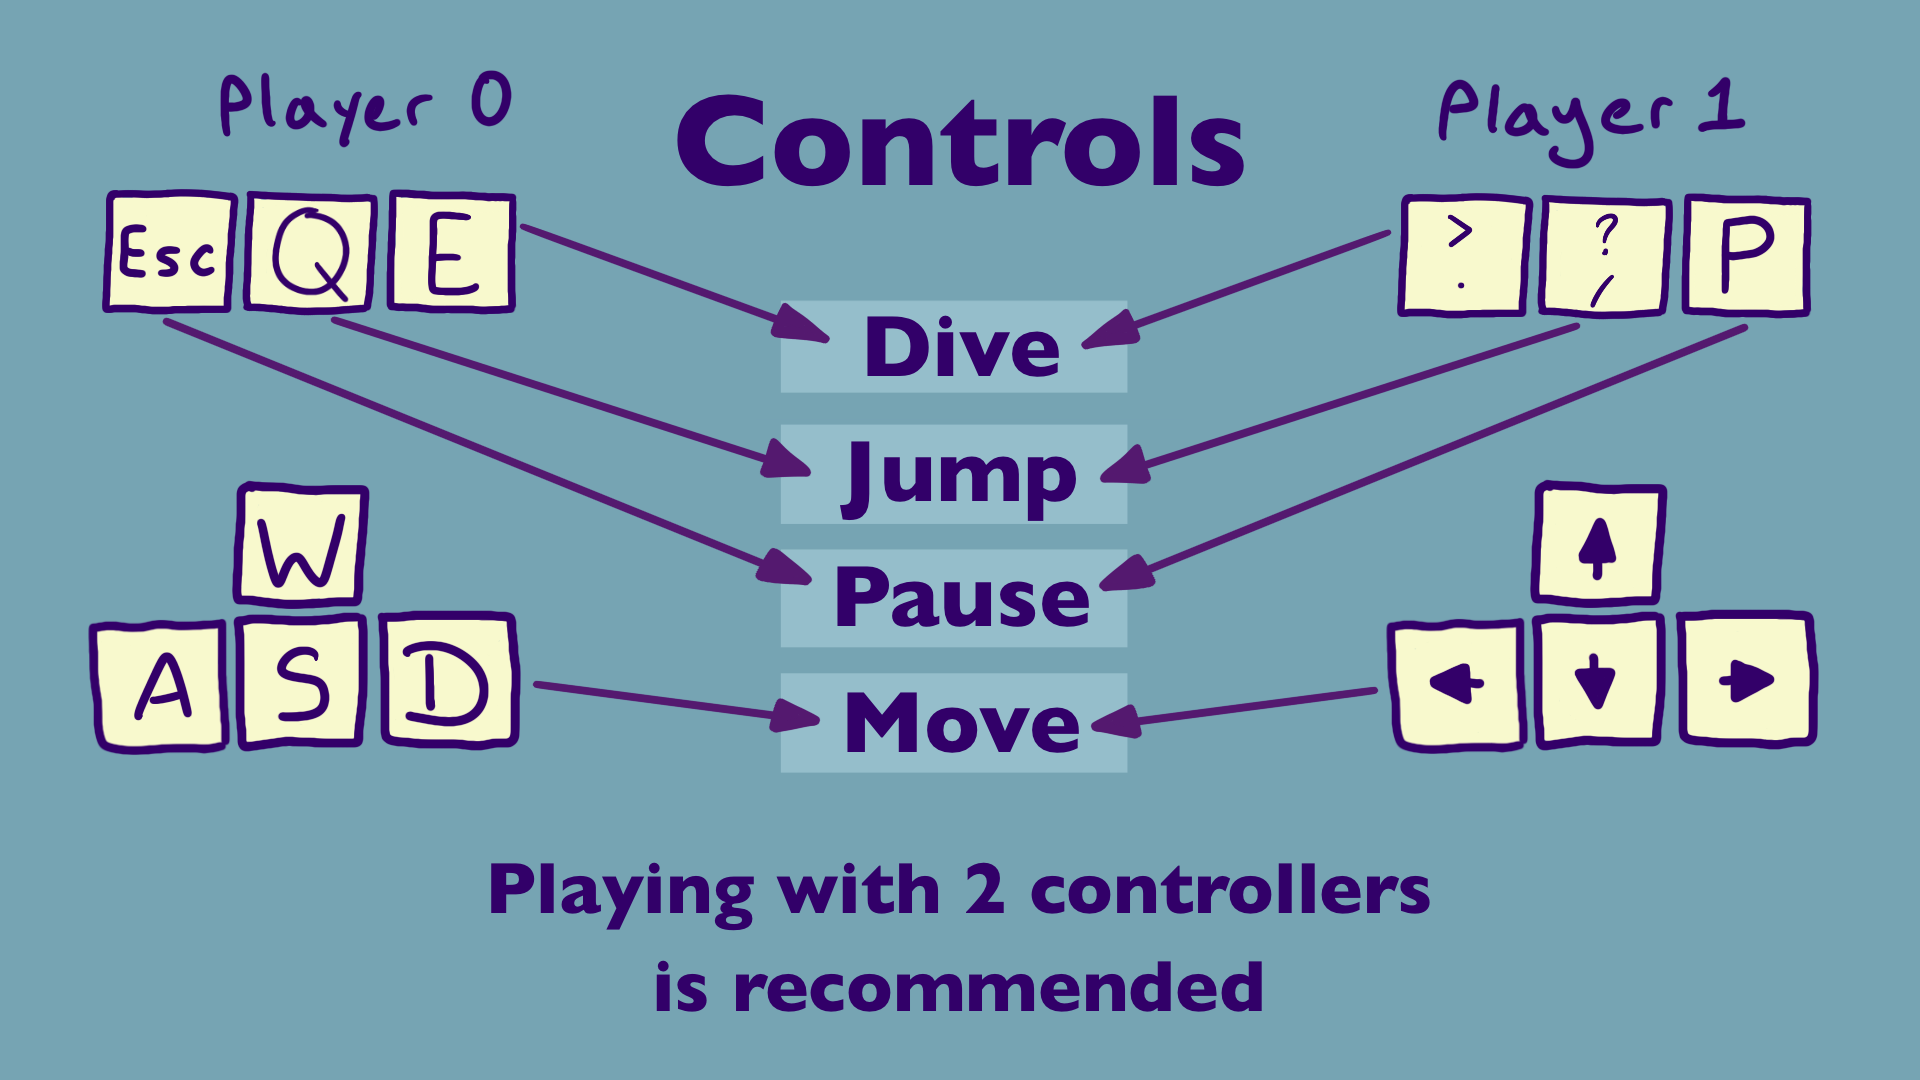 Player 0
Controls
Player 1
Esc Q E
> .
? /
P
Dive
Jump
Pause
Move
W
A S D
Playing with 2 controllers
is recommended